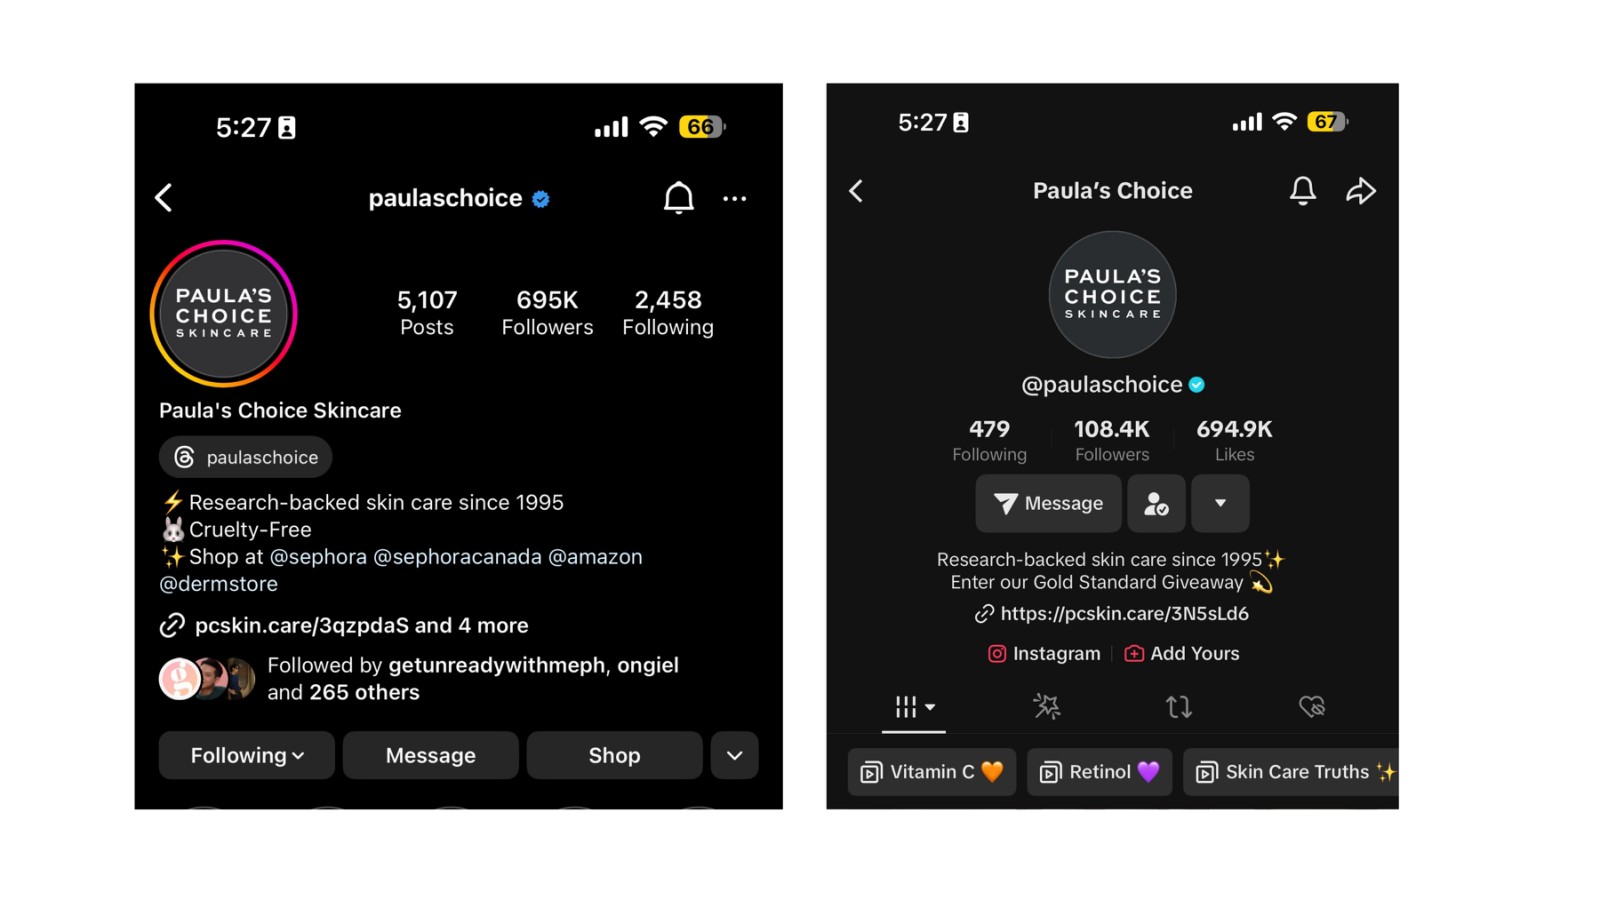 5:27
66
paulaschoice
PAULA'S
CHOICE
SKINCARE
5,107 695K 2,458
Posts Followers Following
Paula's Choice Skincare
paulaschoice
⚡Research-backed skin care since 1995
🐰Cruelty-Free
✨Shop at @sephora @sephoracanada @amazon
@dermstore
pcskin.care/3qzpdaS and 4 more
Followed by getunreadywithmeph, ongiel
and 265 others
Following Message Shop
5:27
67
Paula's Choice
PAULA'S
CHOICE
SKINCARE
@paulaschoice
479 108.4K 694.9K
Following Followers Likes
Message
Research-backed skin care since 1995✨
Enter our Gold Standard Giveaway 💫
https://pcskin.care/3N5sLd6
Instagram Add Yours
Vitamin C 🧡 Retinol 💜 Skin Care Truths ✨